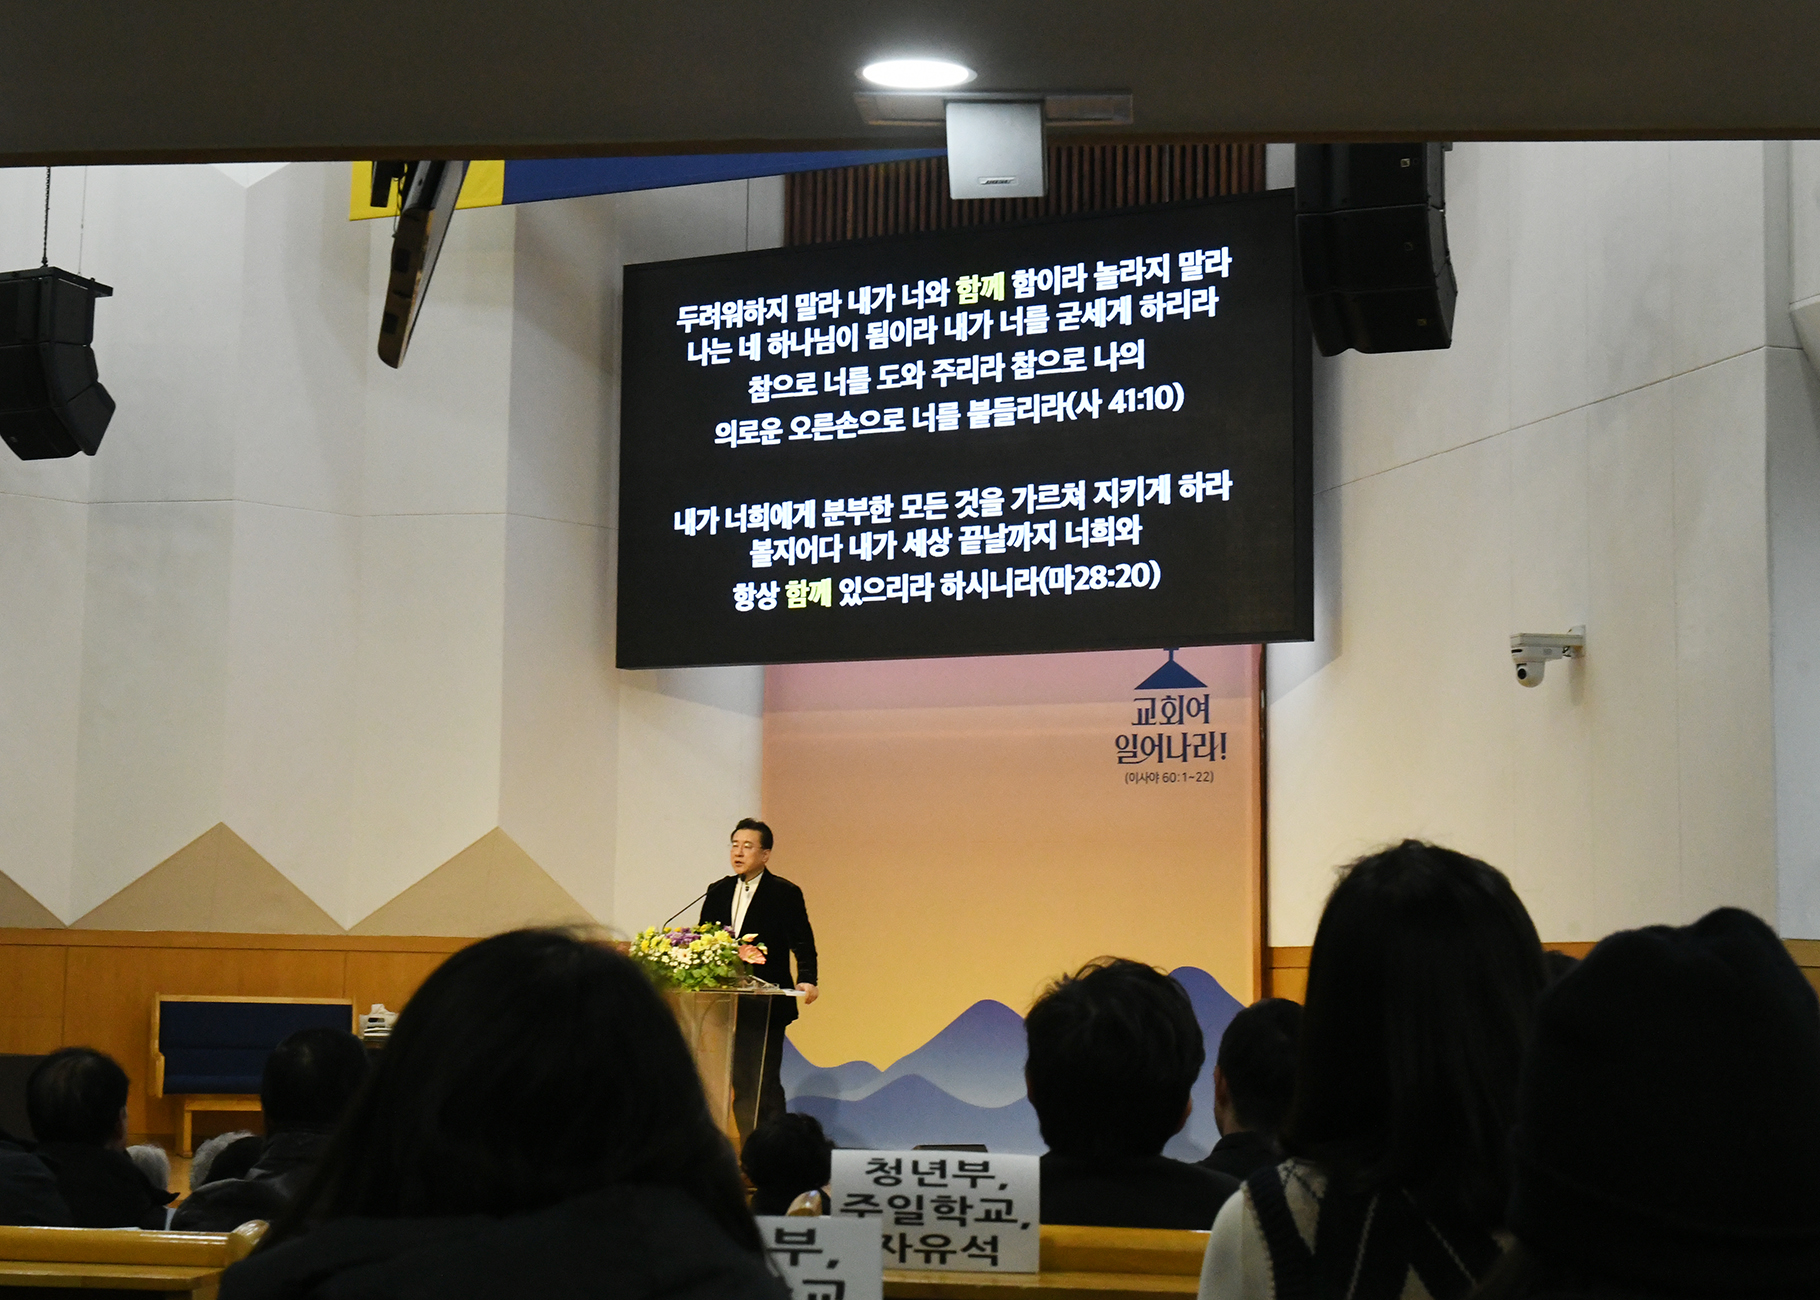 두려워하지 말라 내가 너와 함께 함이라 놀라지 말라
나는 네 하나님이 됨이라 내가 너를 굳세게 하리라
참으로 너를 도와 주리라 참으로 나의
의로운 오른손으로 너를 붙들리라(사 41:10)
내가 너희에게 분부한 모든 것을 가르쳐 지키게 하라
볼지어다 내가 세상 끝날까지 너희와
항상 함께 있으리라 하시니라(마28:20)
교회여
일어나라!
(이사야 60:1~22)
청년부,
주일학교,
자유석
부,
교